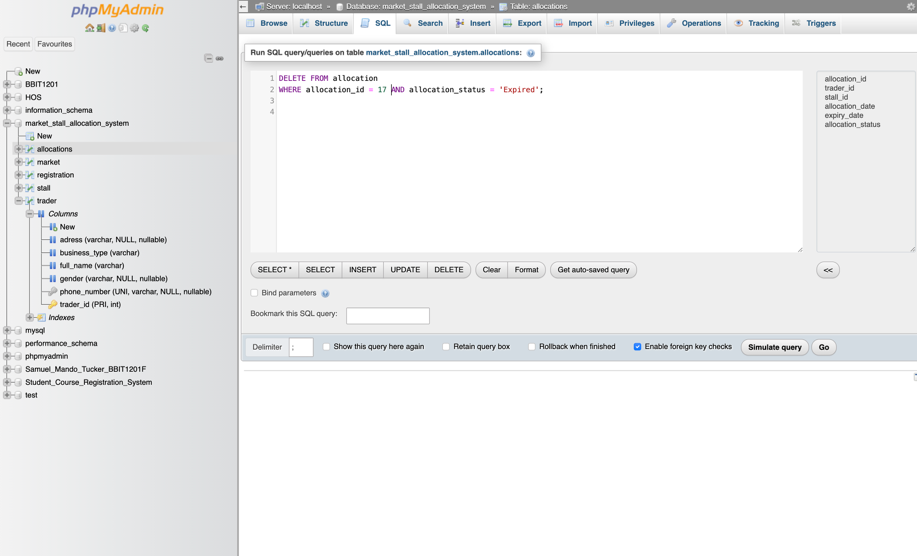 phpMyAdmin
Recent Favourites
New
BBIT1201
HOS
information_schema
market_stall_allocation_system
New
allocations
market
registration
stall
trader
Columns
New
adress (varchar, NULL, nullable)
business_type (varchar)
full_name (varchar)
gender (varchar, NULL, nullable)
phone_number (UNI, varchar, NULL, nullable)
trader_id (PRI, int)
Indexes
mysql
performance_schema
phpmyadmin
Samuel_Mando_Tucker_BBIT1201F
Student_Course_Registration_System
test
Server: localhost » Database: market_stall_allocation_system » Table: allocations
Browse Structure SQL Search Insert Export Import Privileges Operations Tracking Triggers
Run SQL query/queries on table market_stall_allocation_system.allocations:
1 DELETE FROM allocation
2 WHERE allocation_id = 17 AND allocation_status = 'Expired';
3
4
allocation_id
trader_id
stall_id
allocation_date
expiry_date
allocation_status
SELECT * SELECT INSERT UPDATE DELETE Clear Format Get auto-saved query <<
Bind parameters
Bookmark this SQL query:
Delimiter ; Show this query here again Retain query box Rollback when finished Enable foreign key checks Simulate query Go